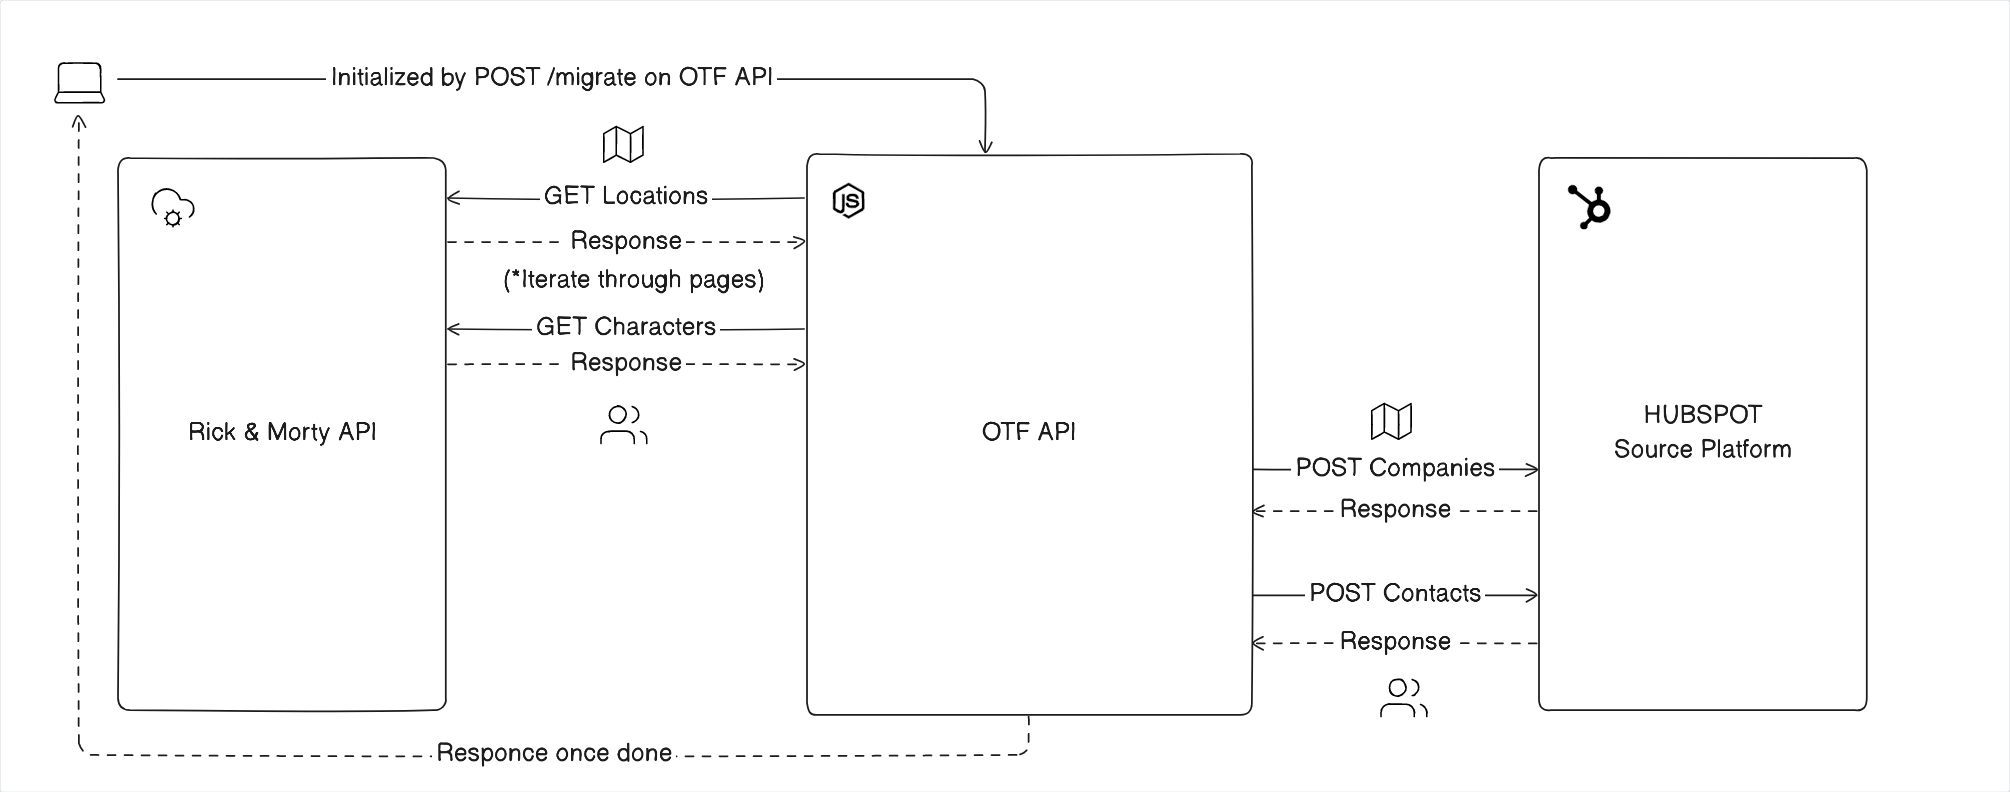 Initialized by POST /migrate on OTF API
GET Locations
Response
(*Iterate through pages)
GET Characters
Response
Rick & Morty API
JS
OTF API
POST Companies
Response
POST Contacts
Response
HUBSPOT
Source Platform
Responce once done